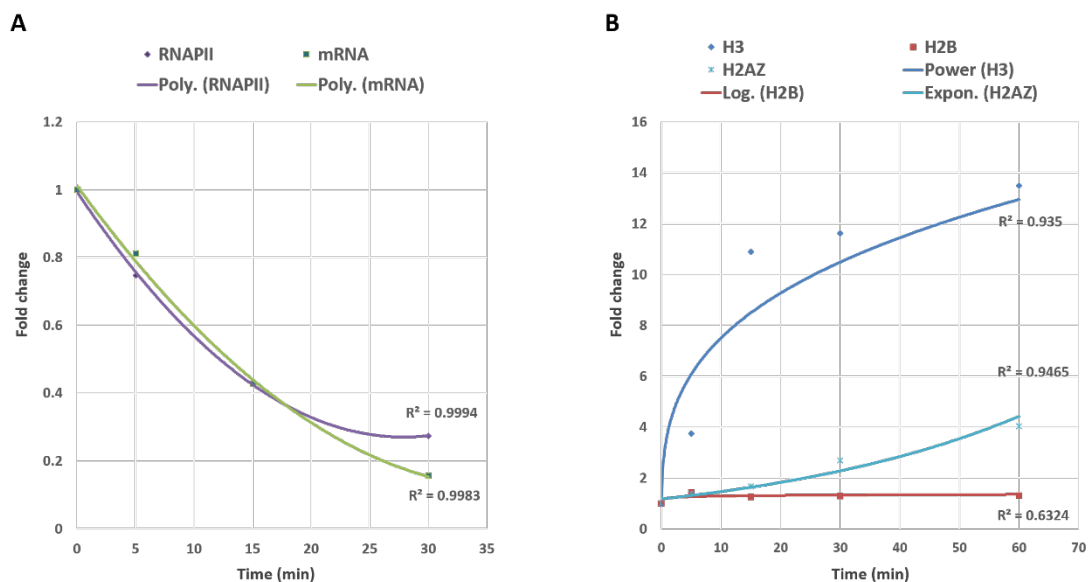 A
RNAPII
mRNA
Poly. (RNAPII)
Poly. (mRNA)
1.2
1
0.8
0.6
0.4
0.2
0
Fold change
R² = 0.9994
R² = 0.9983
0 5 10 15 20 25 30 35
Time (min)
B
H3
H2B
H2AZ
Power (H3)
Log. (H2B)
Expon. (H2AZ)
16
14
12
10
8
6
4
2
0
Fold change
R² = 0.935
R² = 0.9465
R² = 0.6324
0 10 20 30 40 50 60 70
Time (min)